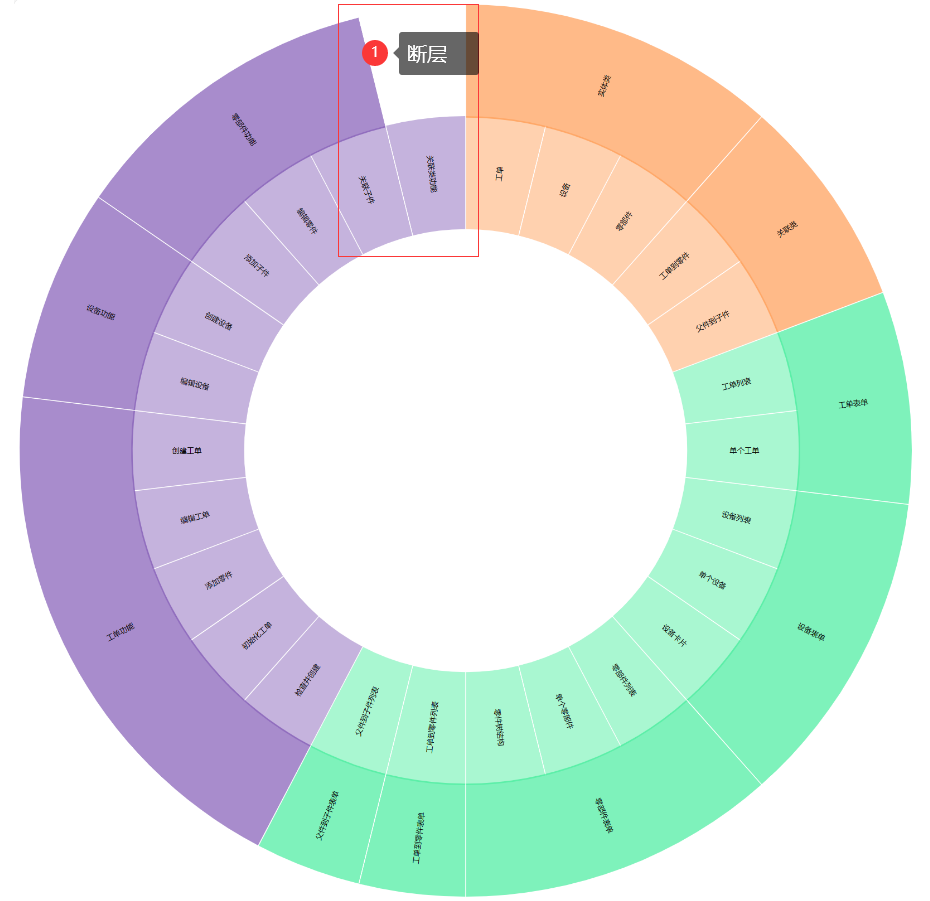 1
断层
实体类
关联类
工单表单
设备表单
零部件表单
工单到零件表单
父件到子件表单
工单功能
设备功能
零部件功能
工单
设备
零部件
工单到零件
父件到子件
工单列表
单个工单
设备列表
单个设备
设备卡片
零部件列表
单个零部件
零件树结构
工单到零件列表
父件到子件列表
检查并创建
初始化工单
添加零件
编辑工单
创建工单
编辑设备
创建设备
添加子件
编辑零件
关联子件
关联类功能